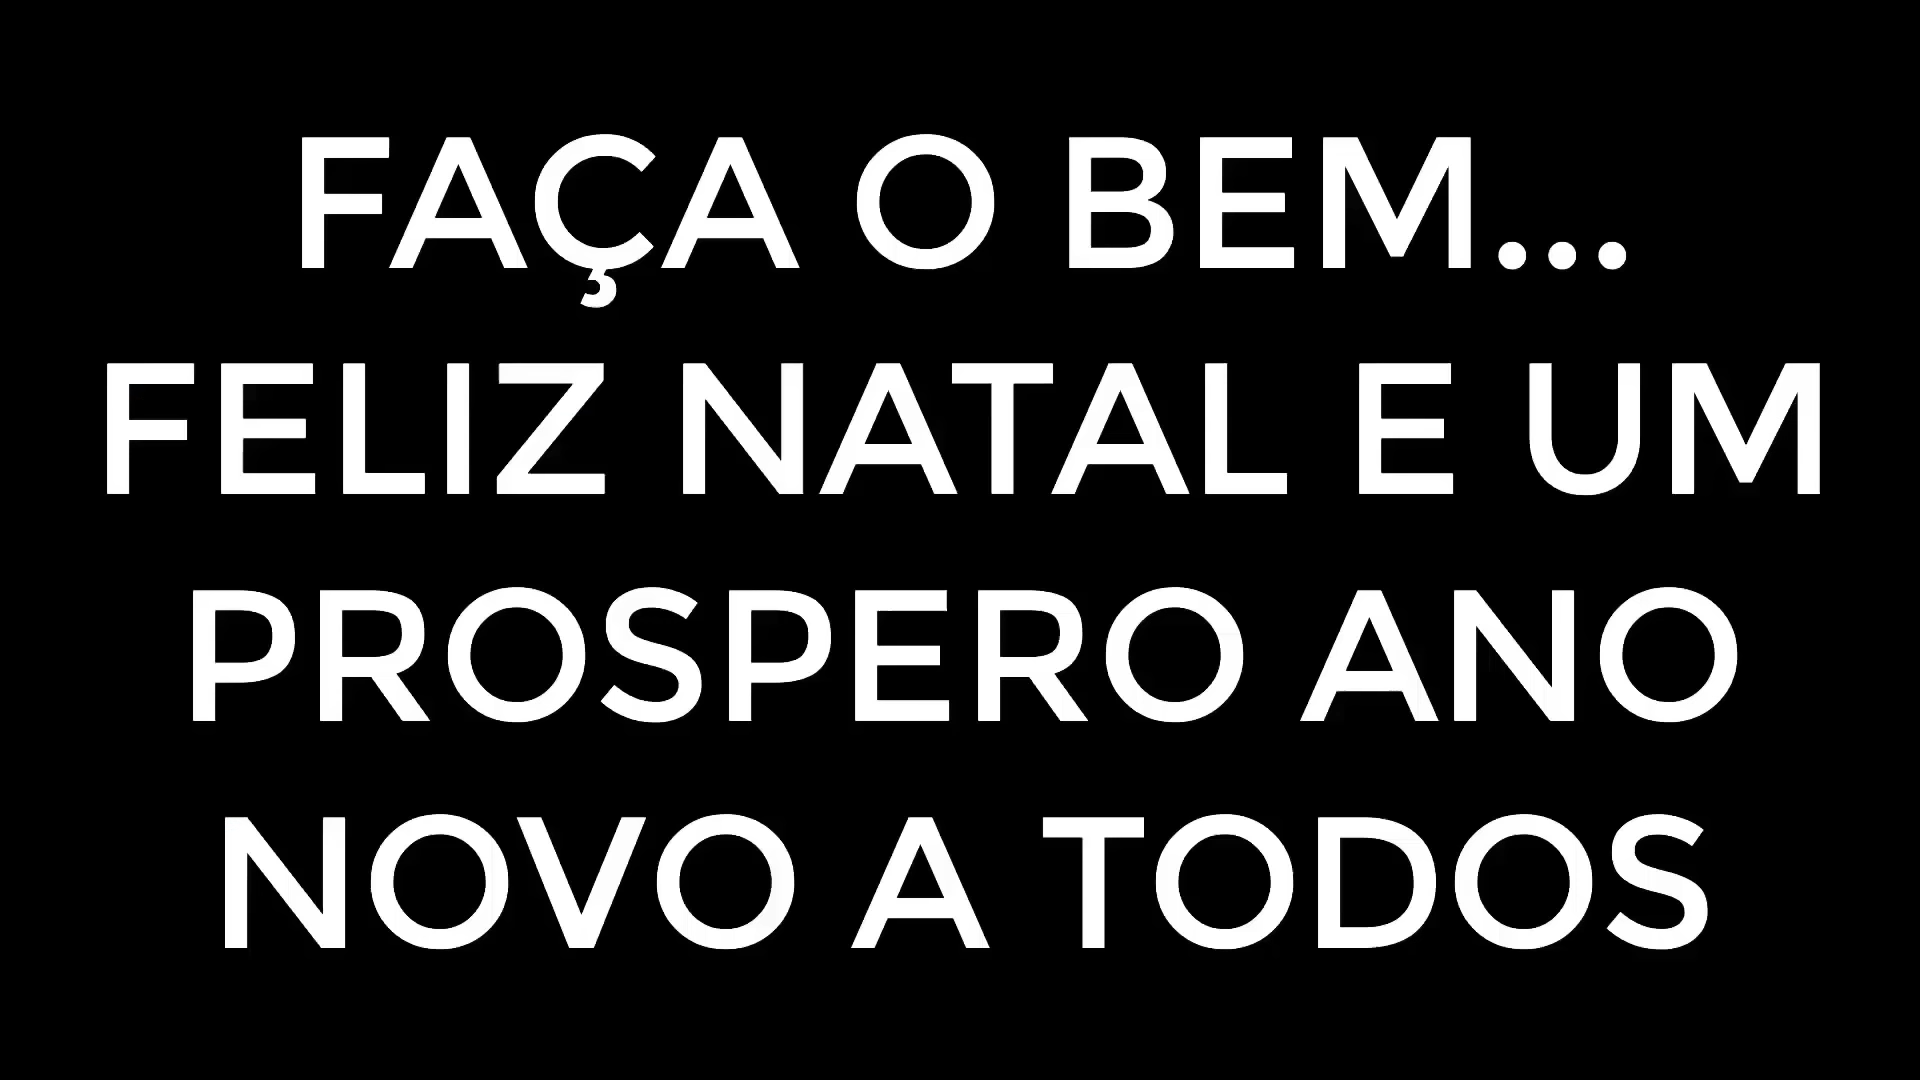 FAÇA O BEM...
FELIZ NATAL E UM
PROSPERO ANO
NOVO A TODOS